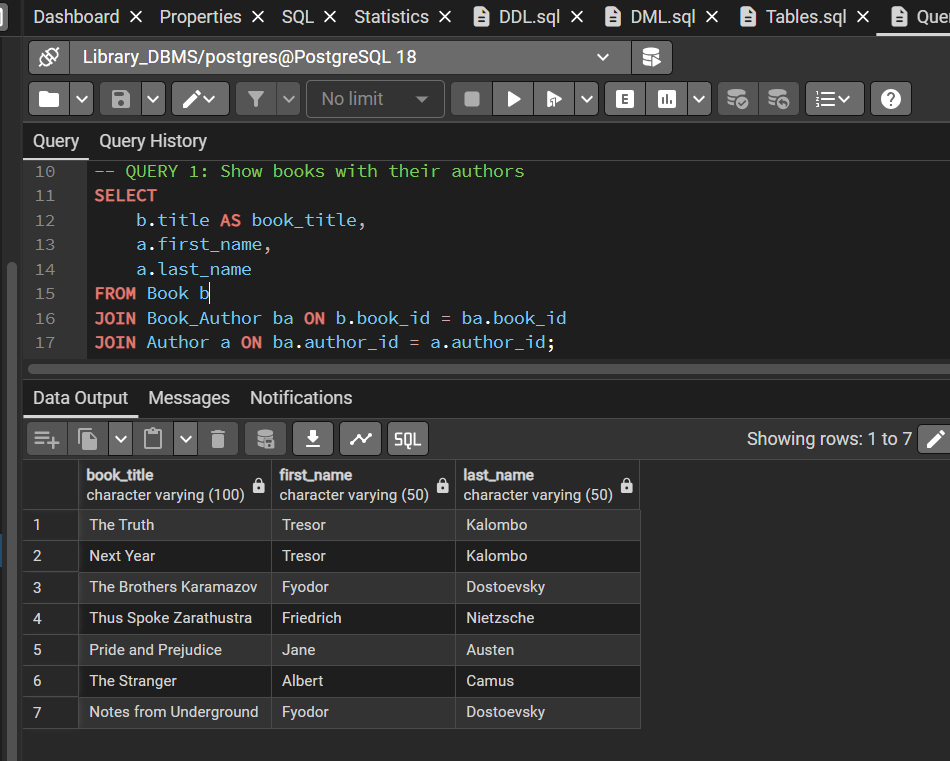 Dashboard × Properties × SQL × Statistics × DDL.sql × DML.sql × Tables.sql ×
Library_DBMS/postgres@PostgreSQL 18
No limit E ?
Query Query History
10 -- QUERY 1: Show books with their authors
11 SELECT
12 b.title AS book_title,
13 a.first_name,
14 a.last_name
15 FROM Book b
16 JOIN Book_Author ba ON b.book_id = ba.book_id
17 JOIN Author a ON ba.author_id = a.author_id;
Data Output Messages Notifications
SQL Showing rows: 1 to 7
book_title first_name last_name
character varying (100) character varying (50) character varying (50)
1 The Truth Tresor Kalombo
2 Next Year Tresor Kalombo
3 The Brothers Karamazov Fyodor Dostoevsky
4 Thus Spoke Zarathustra Friedrich Nietzsche
5 Pride and Prejudice Jane Austen
6 The Stranger Albert Camus
7 Notes from Underground Fyodor Dostoevsky